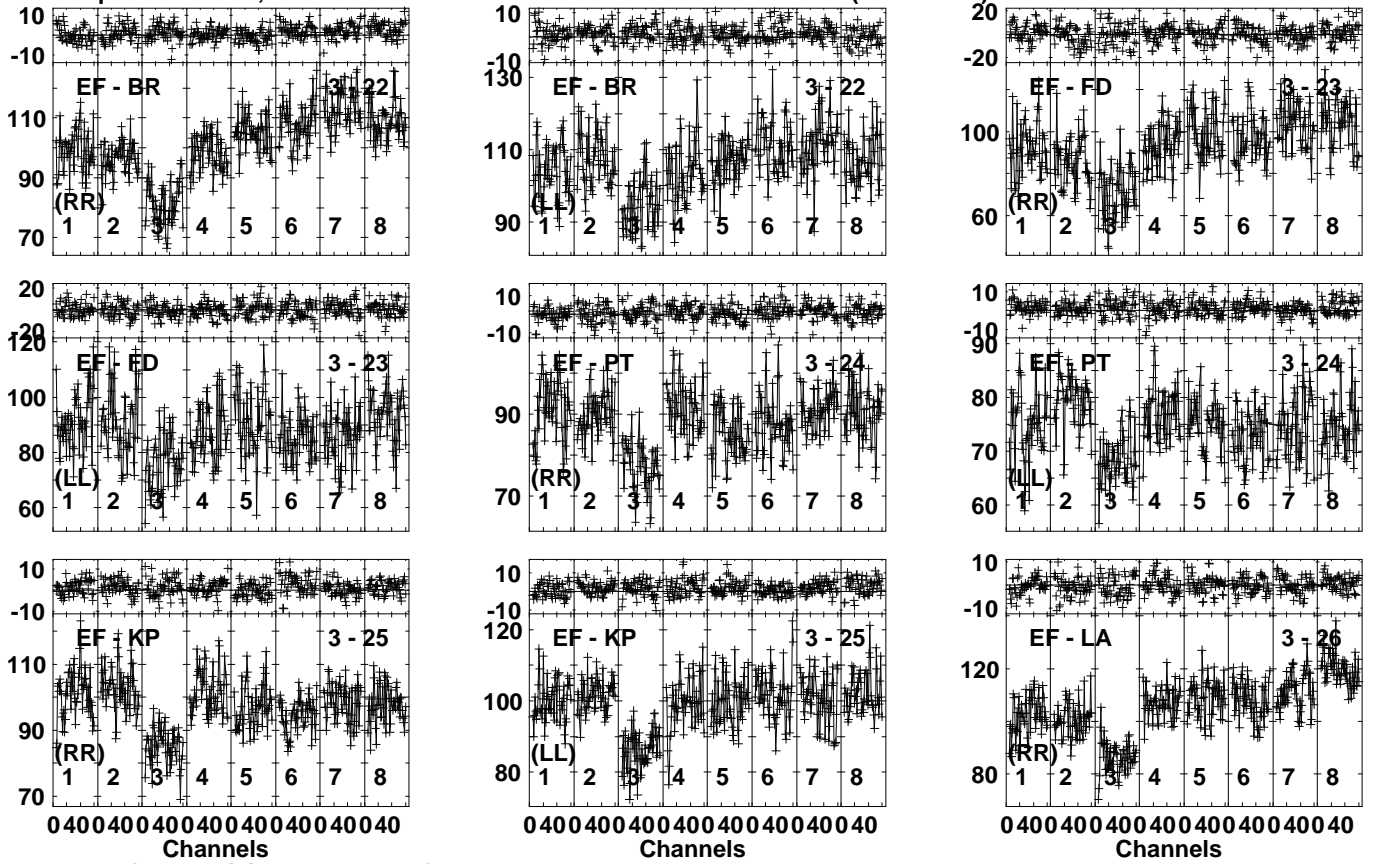 10 10 20
-10 -10 -20
EF - BR 3 - 22
110
90
70
(RR)
1 2 3 4 5 6 7 8
EF - BR 3 - 22
130
110
90
(LL)
1 2 3 4 5 6 7 8
EF - FD 3 - 23
100
60
(RR)
1 2 3 4 5 6 7 8
20 10 10
-20 -10 -10
EF - FD 3 - 23
120
100
80
60
(LL)
1 2 3 4 5 6 7 8
EF - PT 3 - 24
90
70
(RR)
1 2 3 4 5 6 7 8
EF - PT 3 - 24
90
80
70
60
(LL)
1 2 3 4 5 6 7 8
10 10 10
-10 -10 -10
EF - KP 3 - 25
110
90
70
(RR)
1 2 3 4 5 6 7 8
EF - KP 3 - 25
120
100
80
(LL)
1 2 3 4 5 6 7 8
EF - LA 3 - 26
120
80
(RR)
1 2 3 4 5 6 7 8
0 40 0 40 0 40 0 40 0 40 0 40 0 40 0 40
0 40 0 40 0 40 0 40 0 40 0 40 0 40 0 40
0 40 0 40 0 40 0 40 0 40 0 40 0 40 0 40
Channels Channels Channels